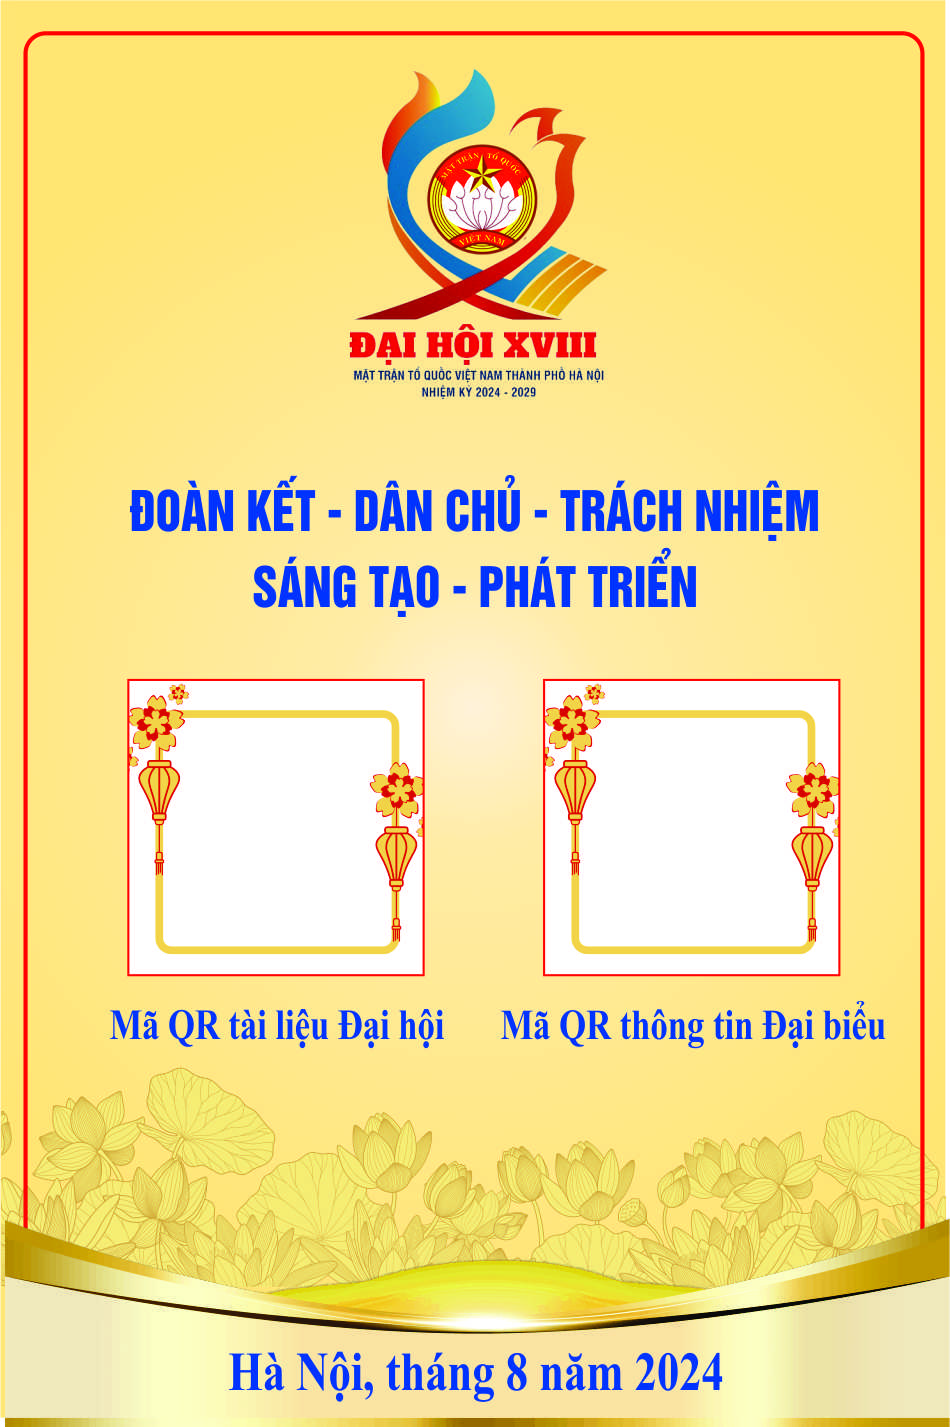 MẶT TRẬN TỔ QUỐC
VIỆT NAM
ĐẠI HỘI XVIII
MẶT TRẬN TỔ QUỐC VIỆT NAM THÀNH PHỐ HÀ NỘI
NHIỆM KỲ 2024 - 2029
ĐOÀN KẾT - DÂN CHỦ - TRÁCH NHIỆM
SÁNG TẠO - PHÁT TRIỂN
Mã QR tài liệu Đại hội
Mã QR thông tin Đại biểu
Hà Nội, tháng 8 năm 2024